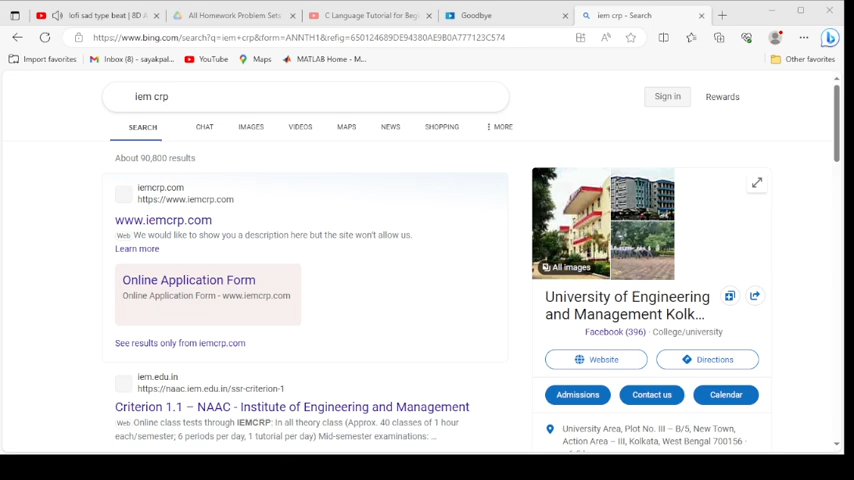 lofi sad type beat | 8D A
All Homework Problem Sets
C Language Tutorial for Beg
Goodbye
iem crp - Search
https://www.bing.com/search?q=iem+crp&form=ANNTH1&refig=650124689DE94380AE9B0A777123C574
Import favorites
Inbox (8) - sayakpal...
YouTube
Maps
MATLAB Home - M...
Other favorites
iem crp
Sign in
Rewards
SEARCH
CHAT
IMAGES
VIDEOS
MAPS
NEWS
SHOPPING
MORE
About 90,800 results
iemcrp.com
https://www.iemcrp.com
www.iemcrp.com
Web We would like to show you a description here but the site won't allow us.
Learn more
Online Application Form
Online Application Form - www.iemcrp.com
See results only from iemcrp.com
iem.edu.in
https://naac.iem.edu.in/ssr-criterion-1
Criterion 1.1 – NAAC - Institute of Engineering and Management
Web Online class tests through IEMCRP: In all theory class (Approx. 40 classes of 1 hour
each/semester; 6 periods per day, 1 tutorial per day) Mid-semester examinations: ...
All images
University of Engineering
and Management Kolk...
Facebook (396) · College/university
Website
Directions
Admissions
Contact us
Calendar
University Area, Plot No. III – B/5, New Town,
Action Area – III, Kolkata, West Bengal 700156 ·